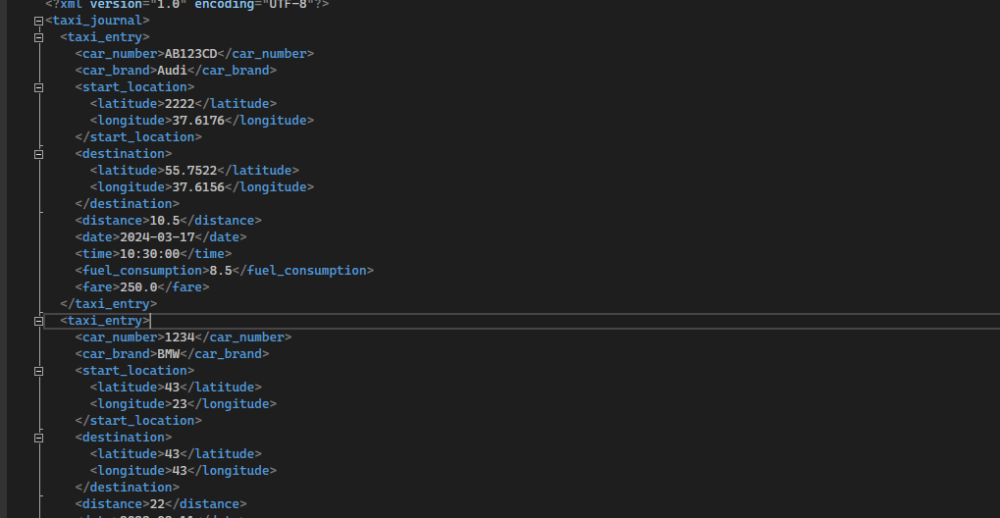 <?xml version="1.0" encoding="UTF-8"?>
<taxi_journal>
<taxi_entry>
<car_number>AB123CD</car_number>
<car_brand>Audi</car_brand>
<start_location>
<latitude>2222</latitude>
<longitude>37.6176</longitude>
</start_location>
<destination>
<latitude>55.7522</latitude>
<longitude>37.6156</longitude>
</destination>
<distance>10.5</distance>
<date>2024-03-17</date>
<time>10:30:00</time>
<fuel_consumption>8.5</fuel_consumption>
<fare>250.0</fare>
</taxi_entry>
<taxi_entry>
<car_number>1234</car_number>
<car_brand>BMW</car_brand>
<start_location>
<latitude>43</latitude>
<longitude>23</longitude>
</start_location>
<destination>
<latitude>43</latitude>
<longitude>43</longitude>
</destination>
<distance>22</distance>